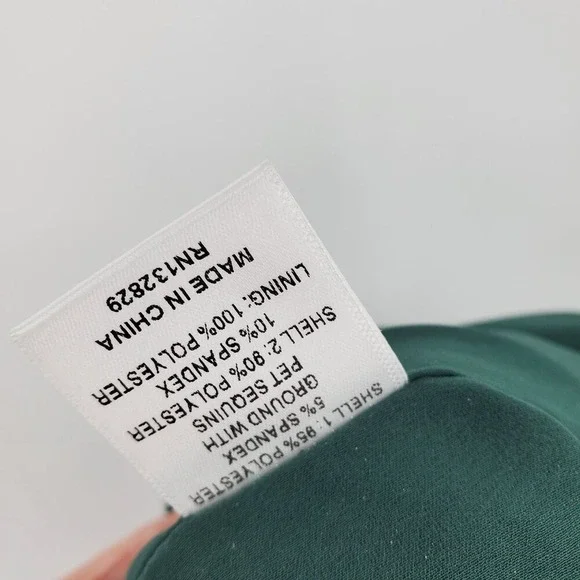 SHELL 1: 95% POLYESTER
5% SPANDEX
GROUND WITH
PET SEQUINS
SHELL 2: 90% POLYESTER
10% SPANDEX
LINING: 100% POLYESTER
MADE IN CHINA
RN132829